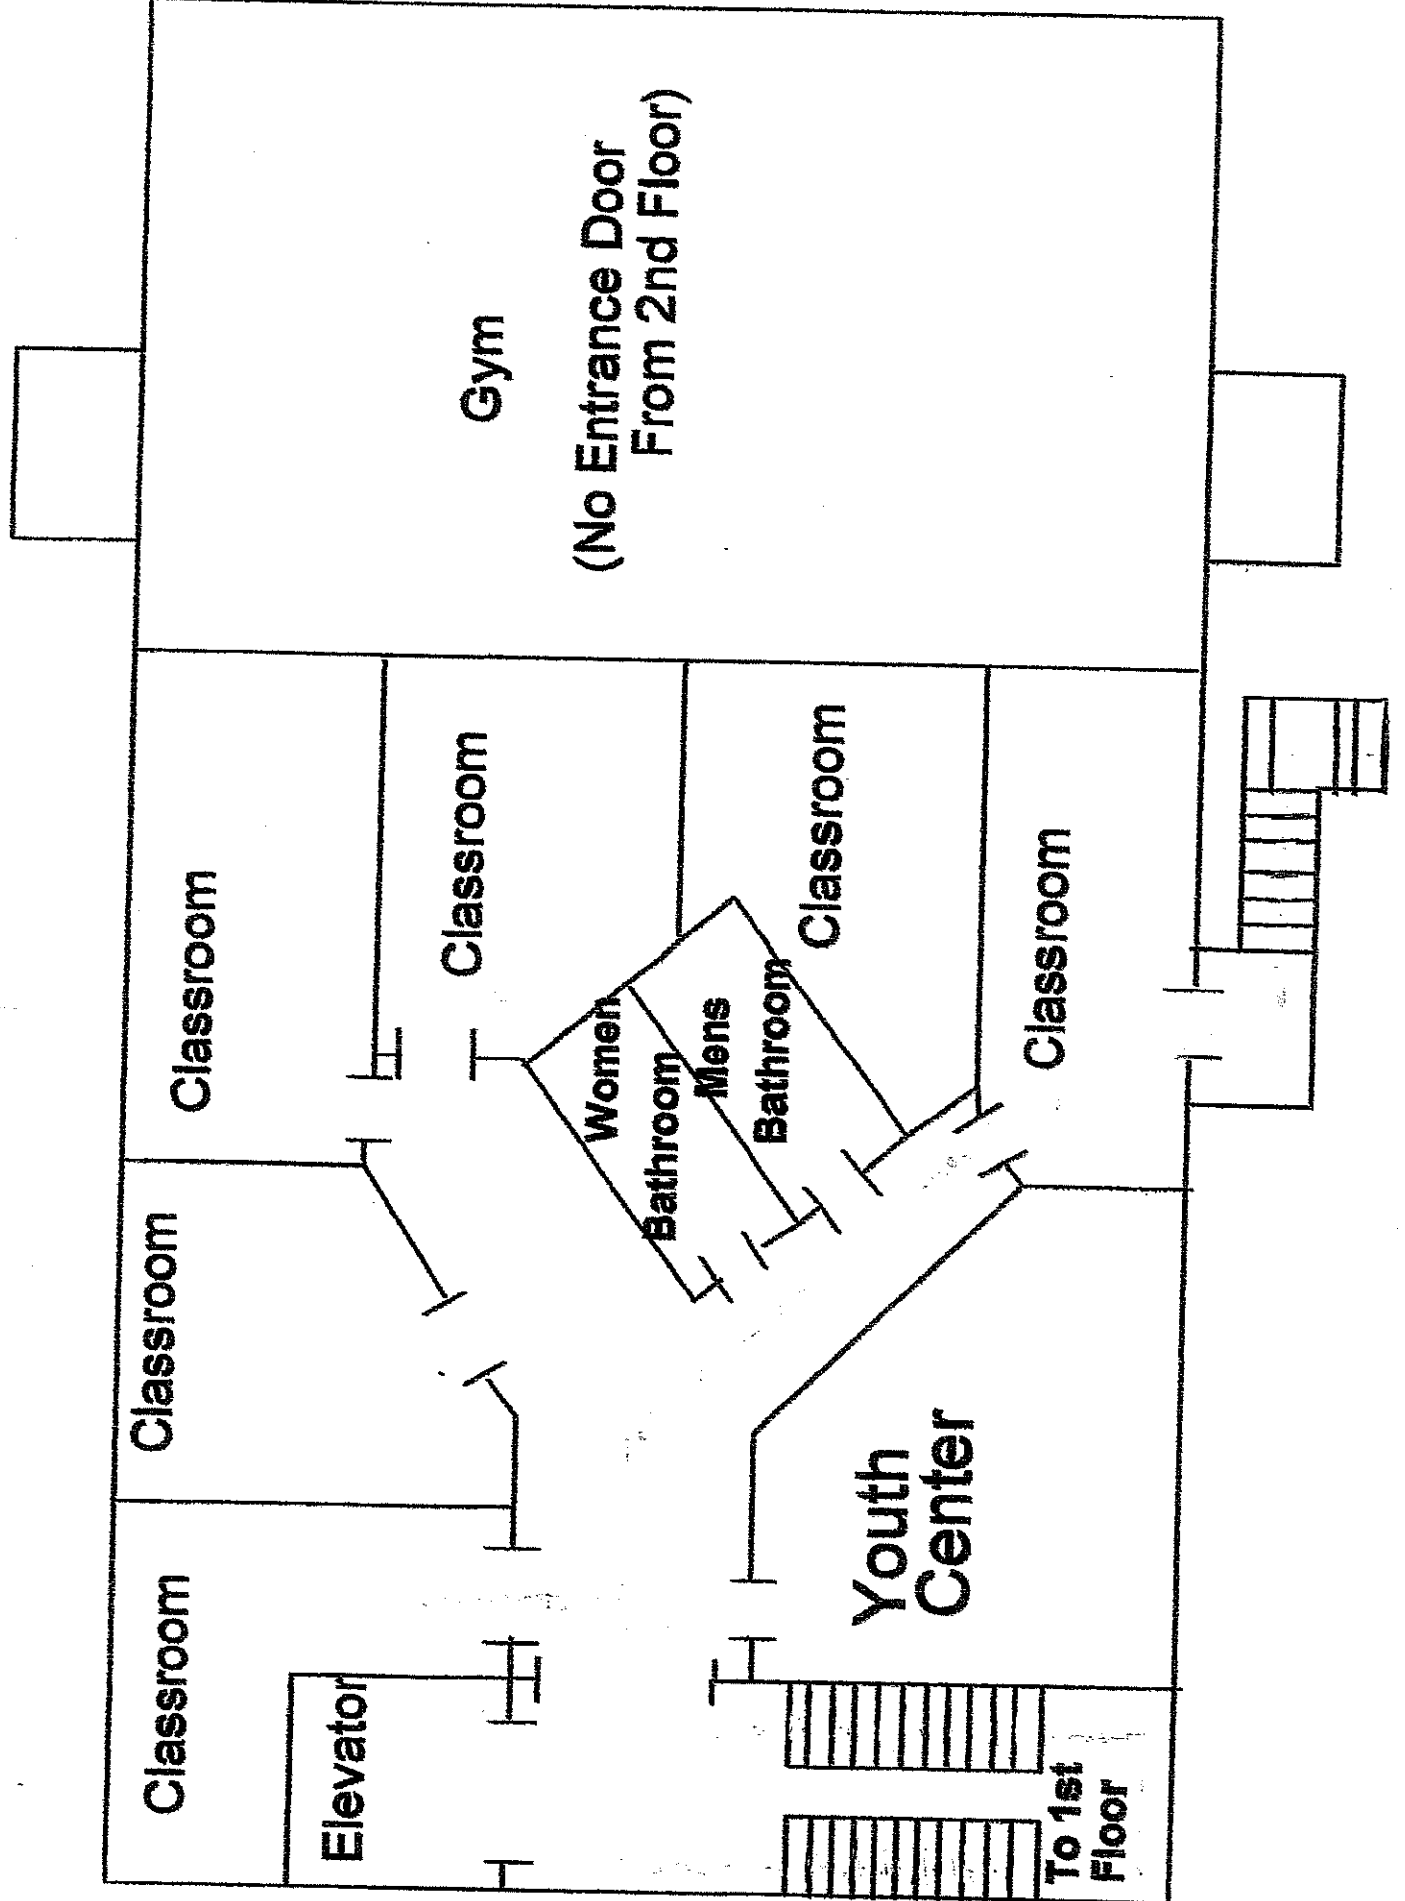 Classroom
Classroom
Classroom
Classroom
Gym
(No Entrance Door
From 2nd Floor)
Elevator
Women
Bathroom
Mens
Bathroom
Classroom
Youth
Center
Classroom
To 1st
Floor